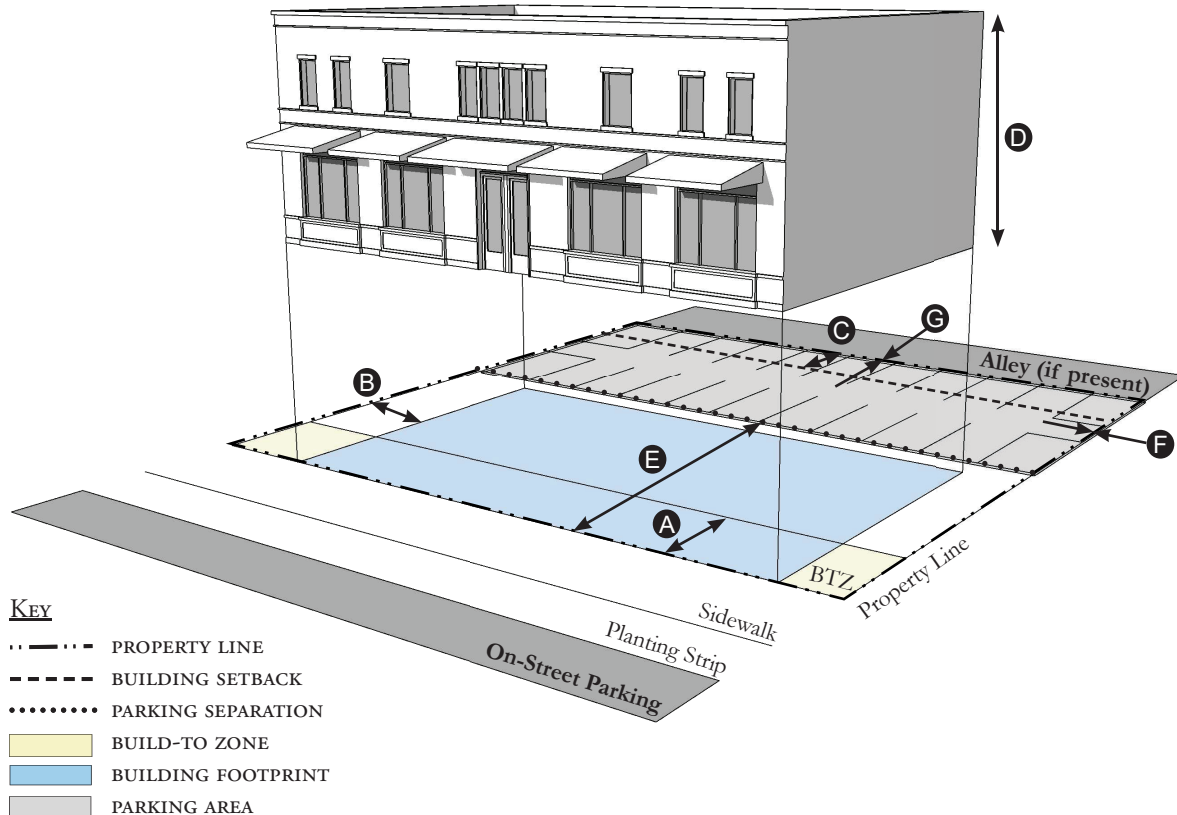 D
G
C
Alley (if present)
B
F
E
A
BTZ
Property Line
Sidewalk
Planting Strip
On-Street Parking
KEY
PROPERTY LINE
BUILDING SETBACK
PARKING SEPARATION
BUILD-TO ZONE
BUILDING FOOTPRINT
PARKING AREA